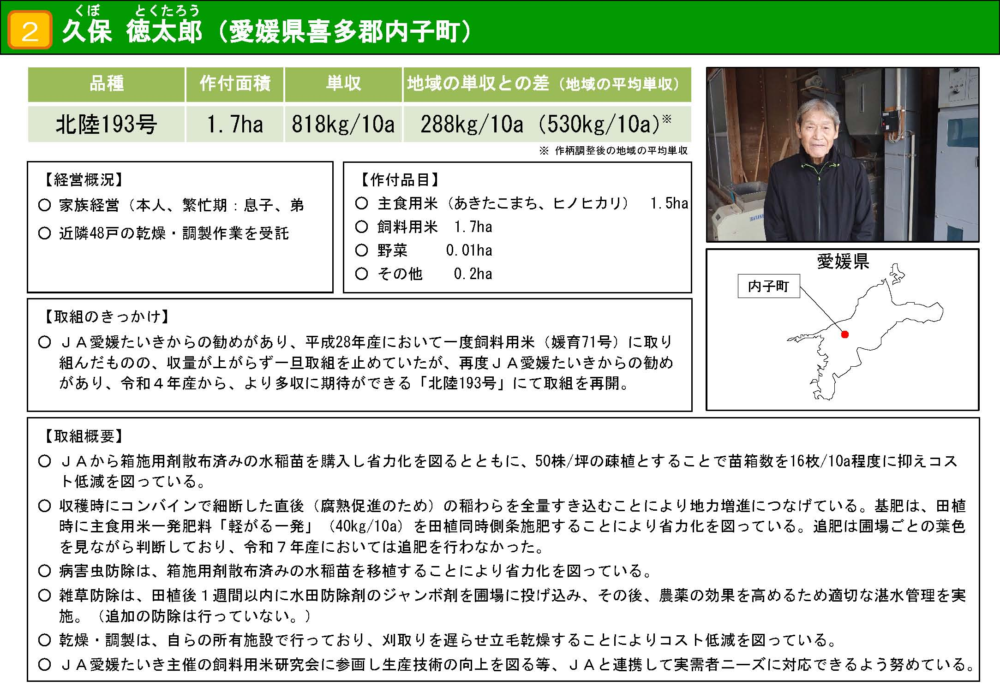 くぼ とくたろう
2 久保 徳太郎（愛媛県喜多郡内子町）
品種 作付面積 単収 地域の単収との差（地域の平均単収）
北陸193号 1.7ha 818kg/10a 288kg/10a（530kg/10a）※
※ 作柄調整後の地域の平均単収
【経営概況】
○ 家族経営（本人、繁忙期：息子、弟
○ 近隣48戸の乾燥・調製作業を受託
【作付品目】
○ 主食用米（あきたこまち、ヒノヒカリ） 1.5ha
○ 飼料用米 1.7ha
○ 野菜 0.01ha
○ その他 0.2ha
SATAKE
愛媛県
内子町
【取組のきっかけ】
○ ＪＡ愛媛たいきからの勧めがあり、平成28年産において一度飼料用米（媛育71号）に取り
組んだものの、収量が上がらず一旦取組を止めていたが、再度ＪＡ愛媛たいきからの勧め
があり、令和４年産から、より多収に期待ができる「北陸193号」にて取組を再開。
【取組概要】
○ ＪＡから箱施用剤散布済みの水稲苗を購入し省力化を図るとともに、50株/坪の疎植とすることで苗箱数を16枚/10a程度に抑えコス
ト低減を図っている。
○ 収穫時にコンバインで細断した直後（腐熟促進のため）の稲わらを全量すき込むことにより地力増進につなげている。基肥は、田植
時に主食用米一発肥料「軽がる一発」（40kg/10a）を田植同時側条施肥することにより省力化を図っている。追肥は圃場ごとの葉色
を見ながら判断しており、令和７年産においては追肥を行わなかった。
○ 病害虫防除は、箱施用剤散布済みの水稲苗を移植することにより省力化を図っている。
○ 雑草防除は、田植後１週間以内に水田防除剤のジャンボ剤を圃場に投げ込み、その後、農薬の効果を高めるため適切な湛水管理を実
施。（追加の防除は行っていない。）
○ 乾燥・調製は、自らの所有施設で行っており、刈取りを遅らせ立毛乾燥することによりコスト低減を図っている。
○ ＪＡ愛媛たいき主催の飼料用米研究会に参画し生産技術の向上を図る等、ＪＡと連携して実需者ニーズに対応できるよう努めている。